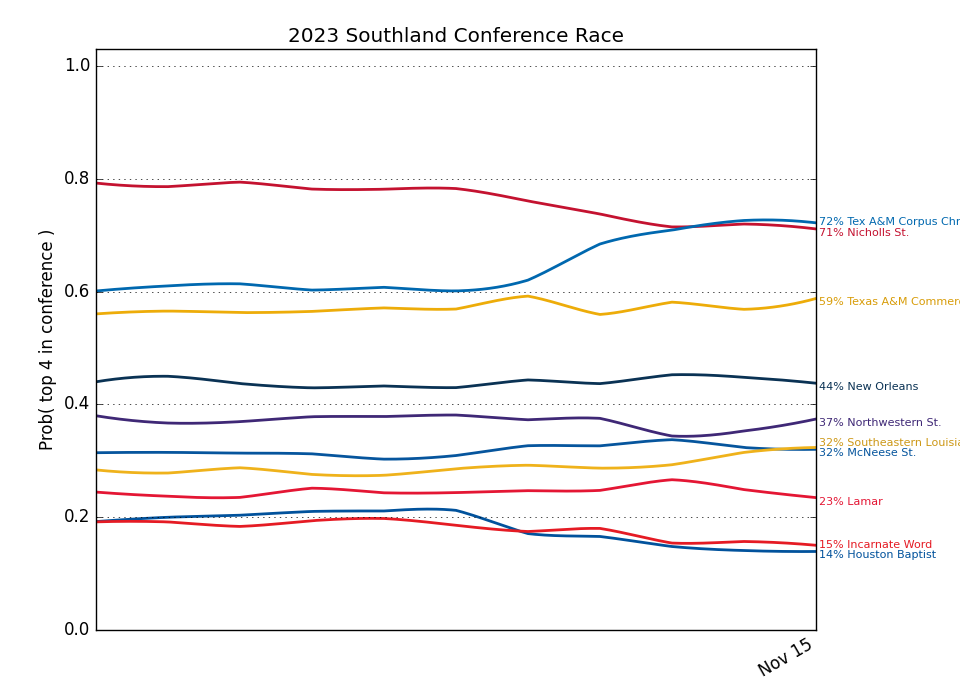 2023 Southland Conference Race
Prob( top 4 in conference )
1.0
0.8
0.6
0.4
0.2
0.0
72% Tex A&M Corpus Chr
71% Nicholls St.
59% Texas A&M Commerc
44% New Orleans
37% Northwestern St.
32% Southeastern Louisia
32% McNeese St.
23% Lamar
15% Incarnate Word
14% Houston Baptist
Nov 15